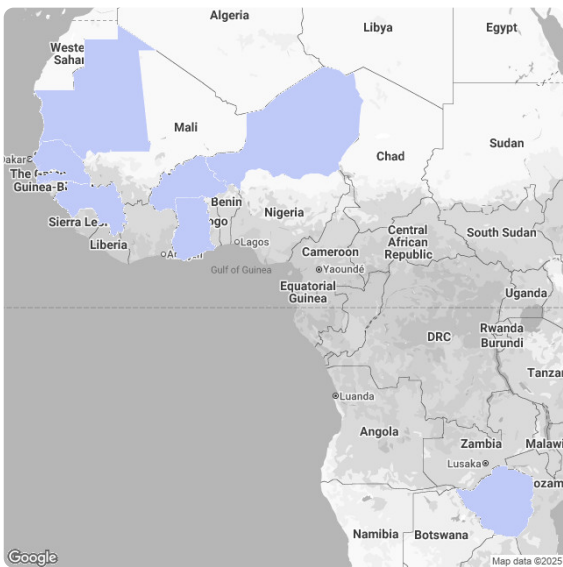 Algeria
Libya
Egypt
Weste
Sahar
Mali
Chad
Sudan
Dakar
The Ga
Guinea-Bi
Benin
Nigeria
Sierra Leo
ogo
Lagos
Liberia
Central
African
Republic
South Sudan
Cameroon
Yaoundé
Gulf of Guinea
Equatorial
Guinea
Uganda
DRC
Rwanda
Burundi
Tanzan
Luanda
Angola
Zambia
Malawi
Lusaka
ozam
Namibia
Botswana
Google
Map data ©2025